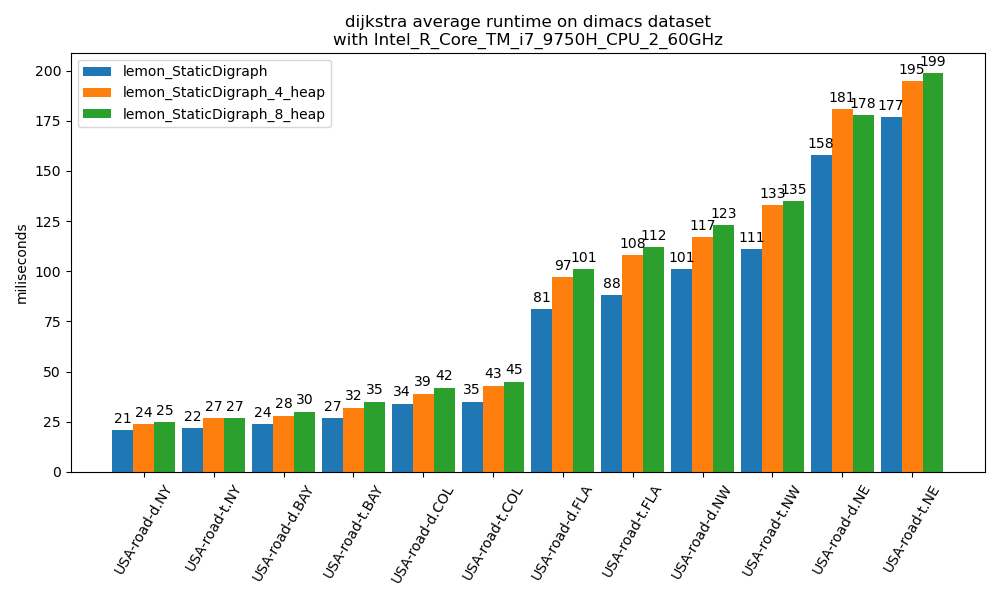 dijkstra average runtime on dimacs dataset
with Intel_R_Core_TM_i7_9750H_CPU_2_60GHz
lemon_StaticDigraph
lemon_StaticDigraph_4_heap
lemon_StaticDigraph_8_heap
miliseconds
200
175
150
125
100
75
50
25
0
21 24 25
22 27 27
24 28 30
27 32 35
34 39 42
35 43 45
81 97 101
88 108 112
101 117 123
111 133 135
158 181 178
177 195 199
USA-road-d.NY
USA-road-t.NY
USA-road-d.BAY
USA-road-t.BAY
USA-road-d.COL
USA-road-t.COL
USA-road-d.FLA
USA-road-t.FLA
USA-road-d.NW
USA-road-t.NW
USA-road-d.NE
USA-road-t.NE